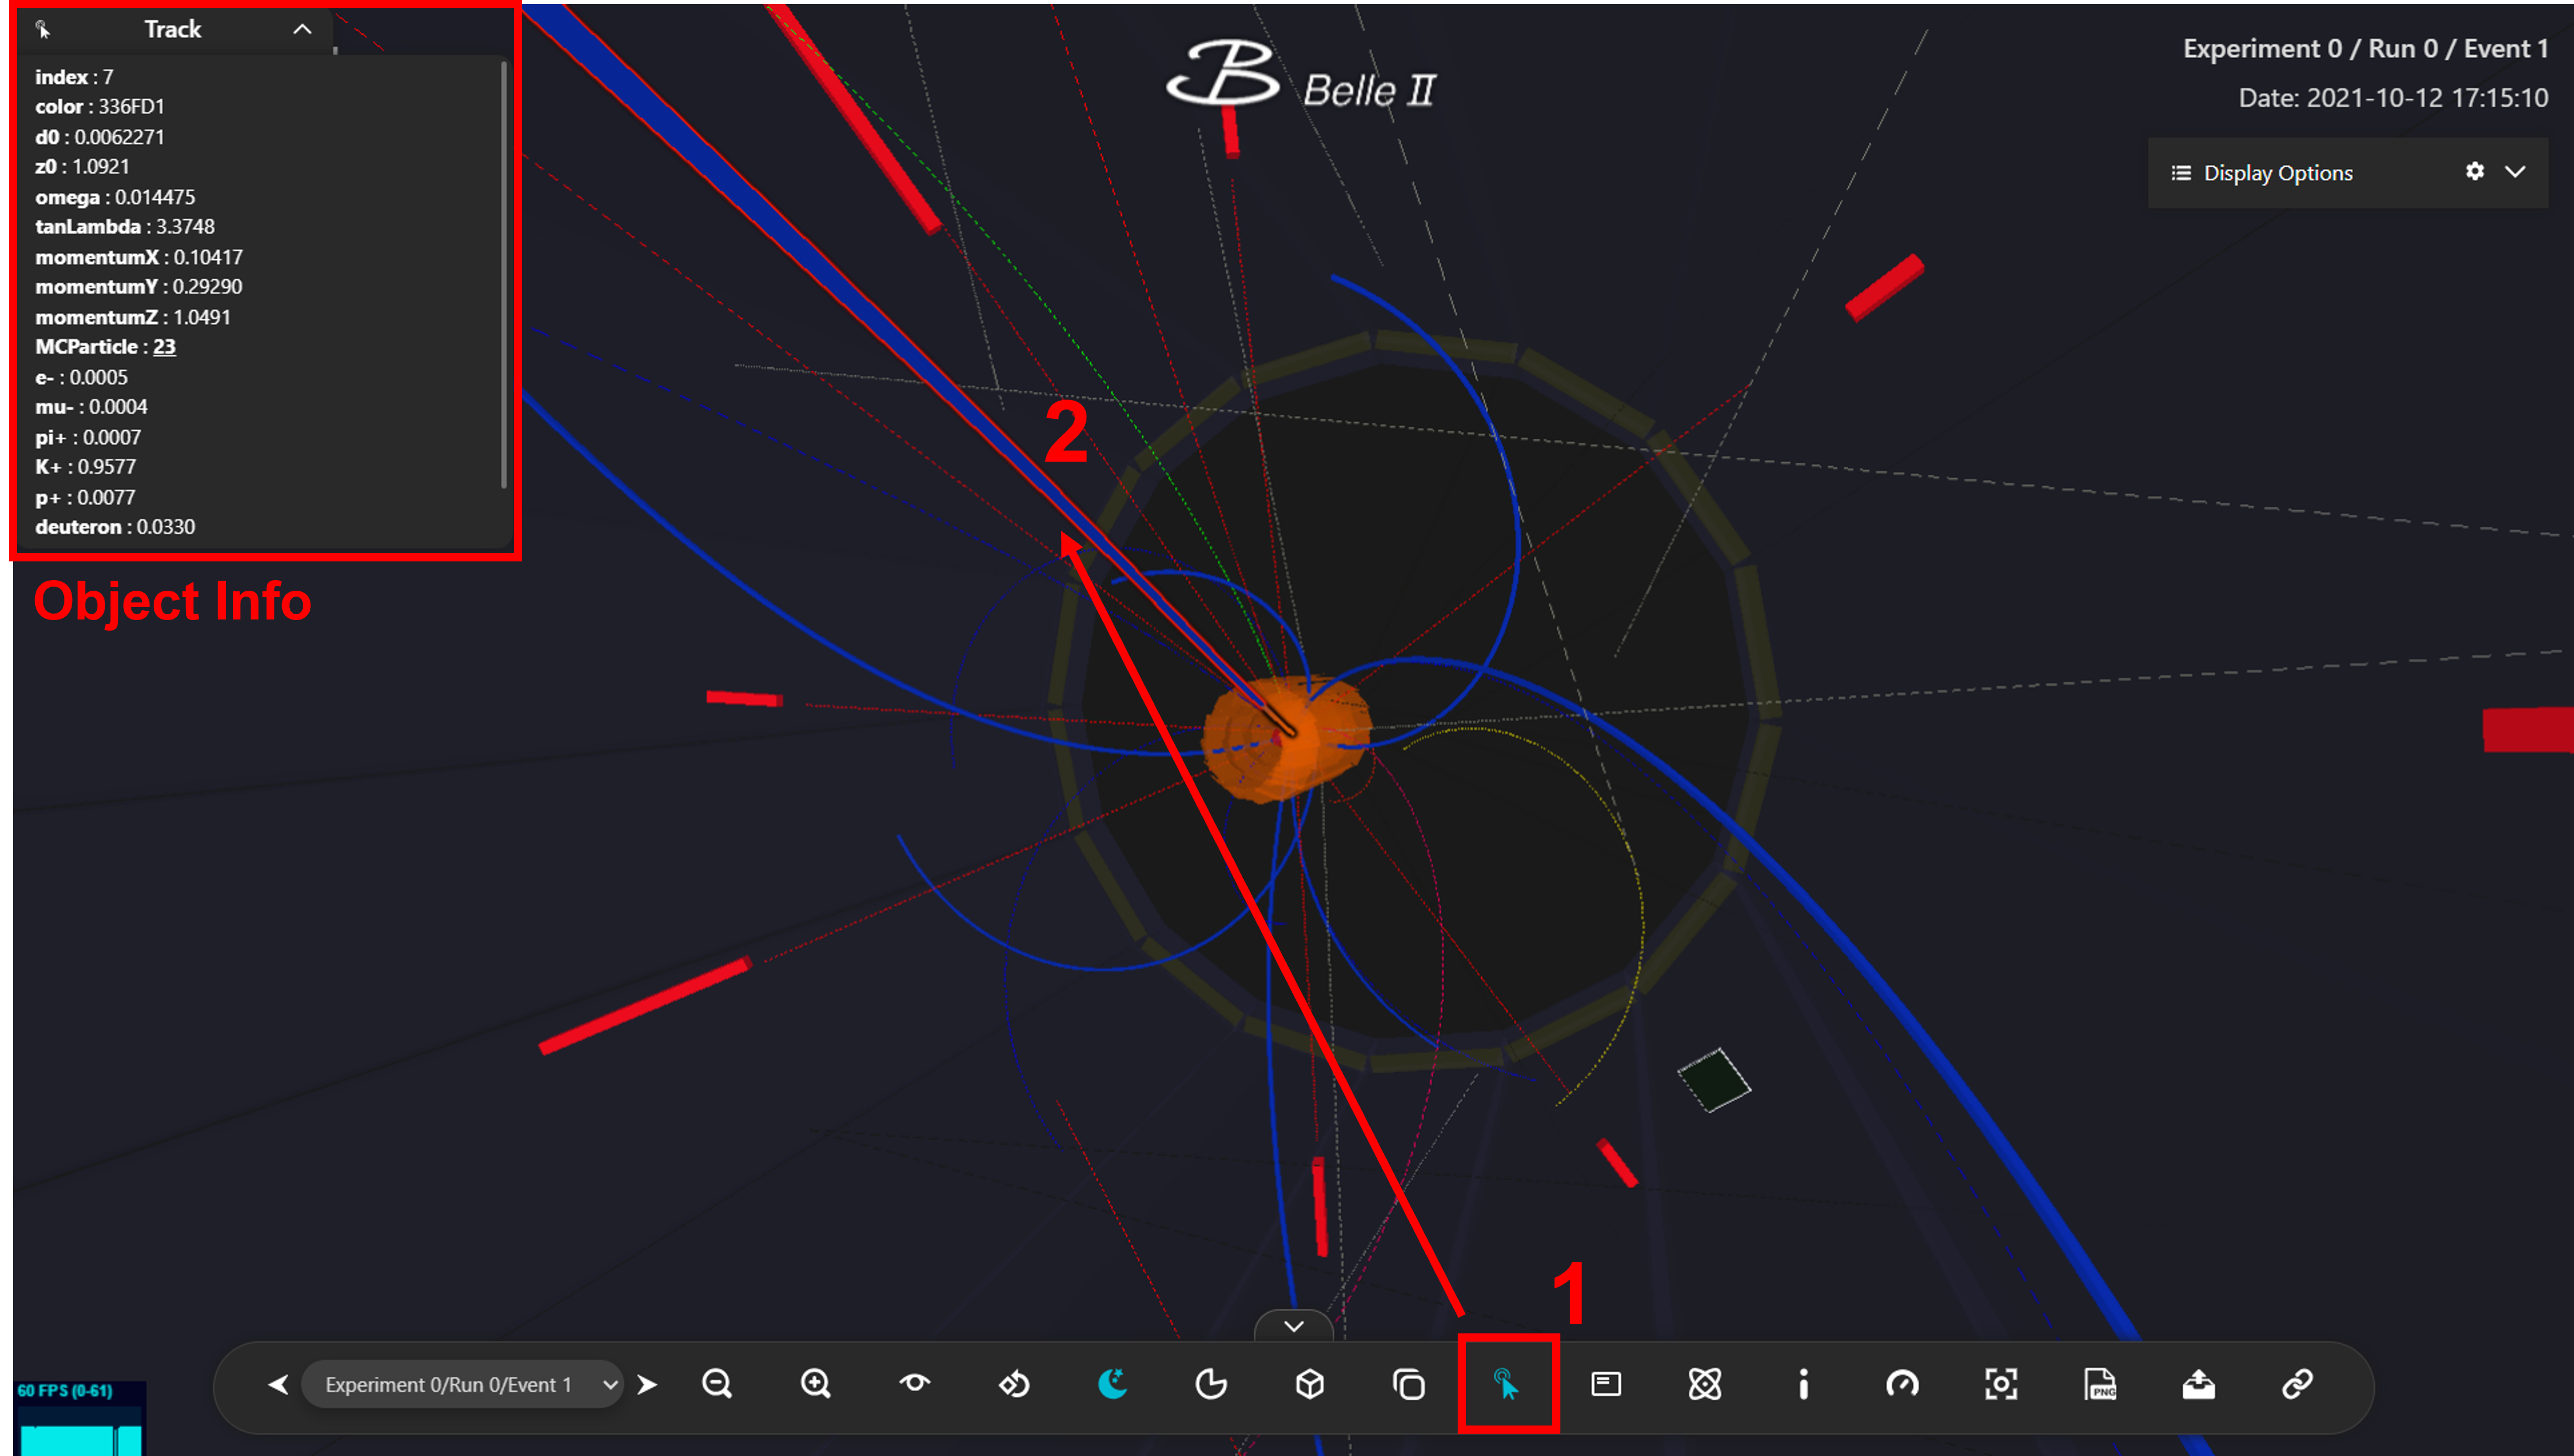 Track
index : 7
color : 336FD1
d0 : 0.0062271
z0 : 1.0921
omega : 0.014475
tanLambda : 3.3748
momentumX : 0.10417
momentumY : 0.29290
momentumZ : 1.0491
MCParticle : 23
e- : 0.0005
mu- : 0.0004
pi+ : 0.0007
K+ : 0.9577
p+ : 0.0077
deuteron : 0.0330
Object Info
B Belle II
Experiment 0 / Run 0 / Event 1
Date: 2021-10-12 17:15:10
Display Options
2
1
60 FPS (0-61)
Experiment 0/Run 0/Event 1
PNG